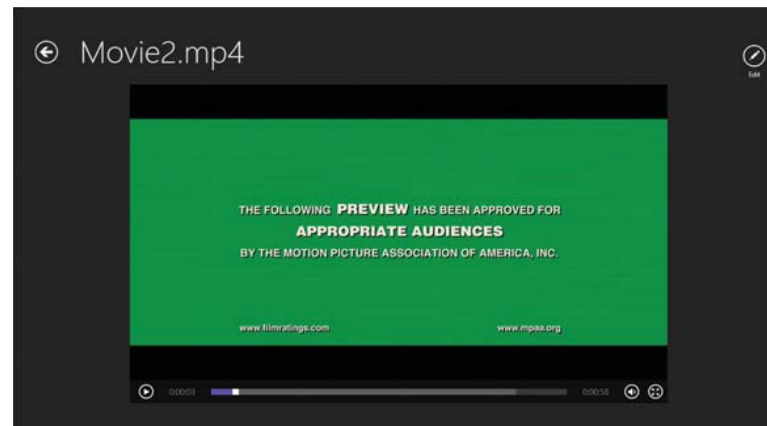 Movie2.mp4
Edit
THE FOLLOWING PREVIEW HAS BEEN APPROVED FOR
APPROPRIATE AUDIENCES
BY THE MOTION PICTURE ASSOCIATION OF AMERICA, INC.
www.filmratings.com www.mpaa.org
0:00:03 0:00:58